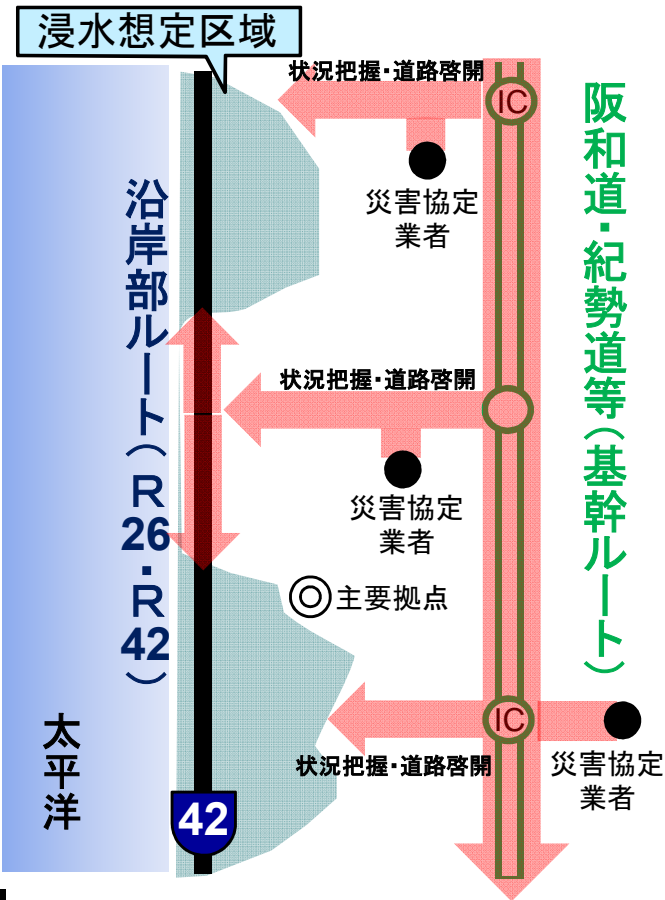 浸水想定区域
状況把握・道路啓開
IC
災害協定
業者
阪和道・紀勢道等（基幹ルート）
沿岸部ルート（Ｒ26・Ｒ42）
状況把握・道路啓開
災害協定
業者
主要拠点
IC
状況把握・道路啓開
災害協定
業者
太平洋
42